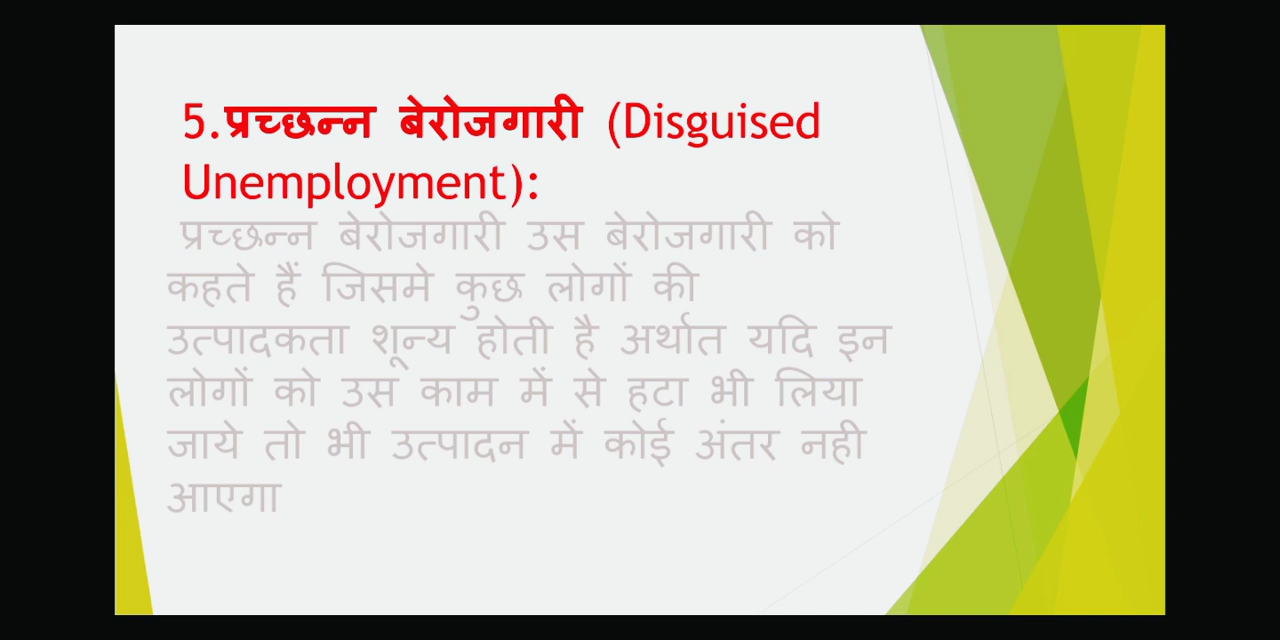 5.प्रच्छन्न बेरोजगारी (Disguised
Unemployment):
प्रच्छन्न बेरोजगारी उस बेरोजगारी को
कहते हैं जिसमे कुछ लोगों की
उत्पादकता शून्य होती है अर्थात यदि इन
लोगों को उस काम में से हटा भी लिया
जाये तो भी उत्पादन में कोई अंतर नही
आएगा